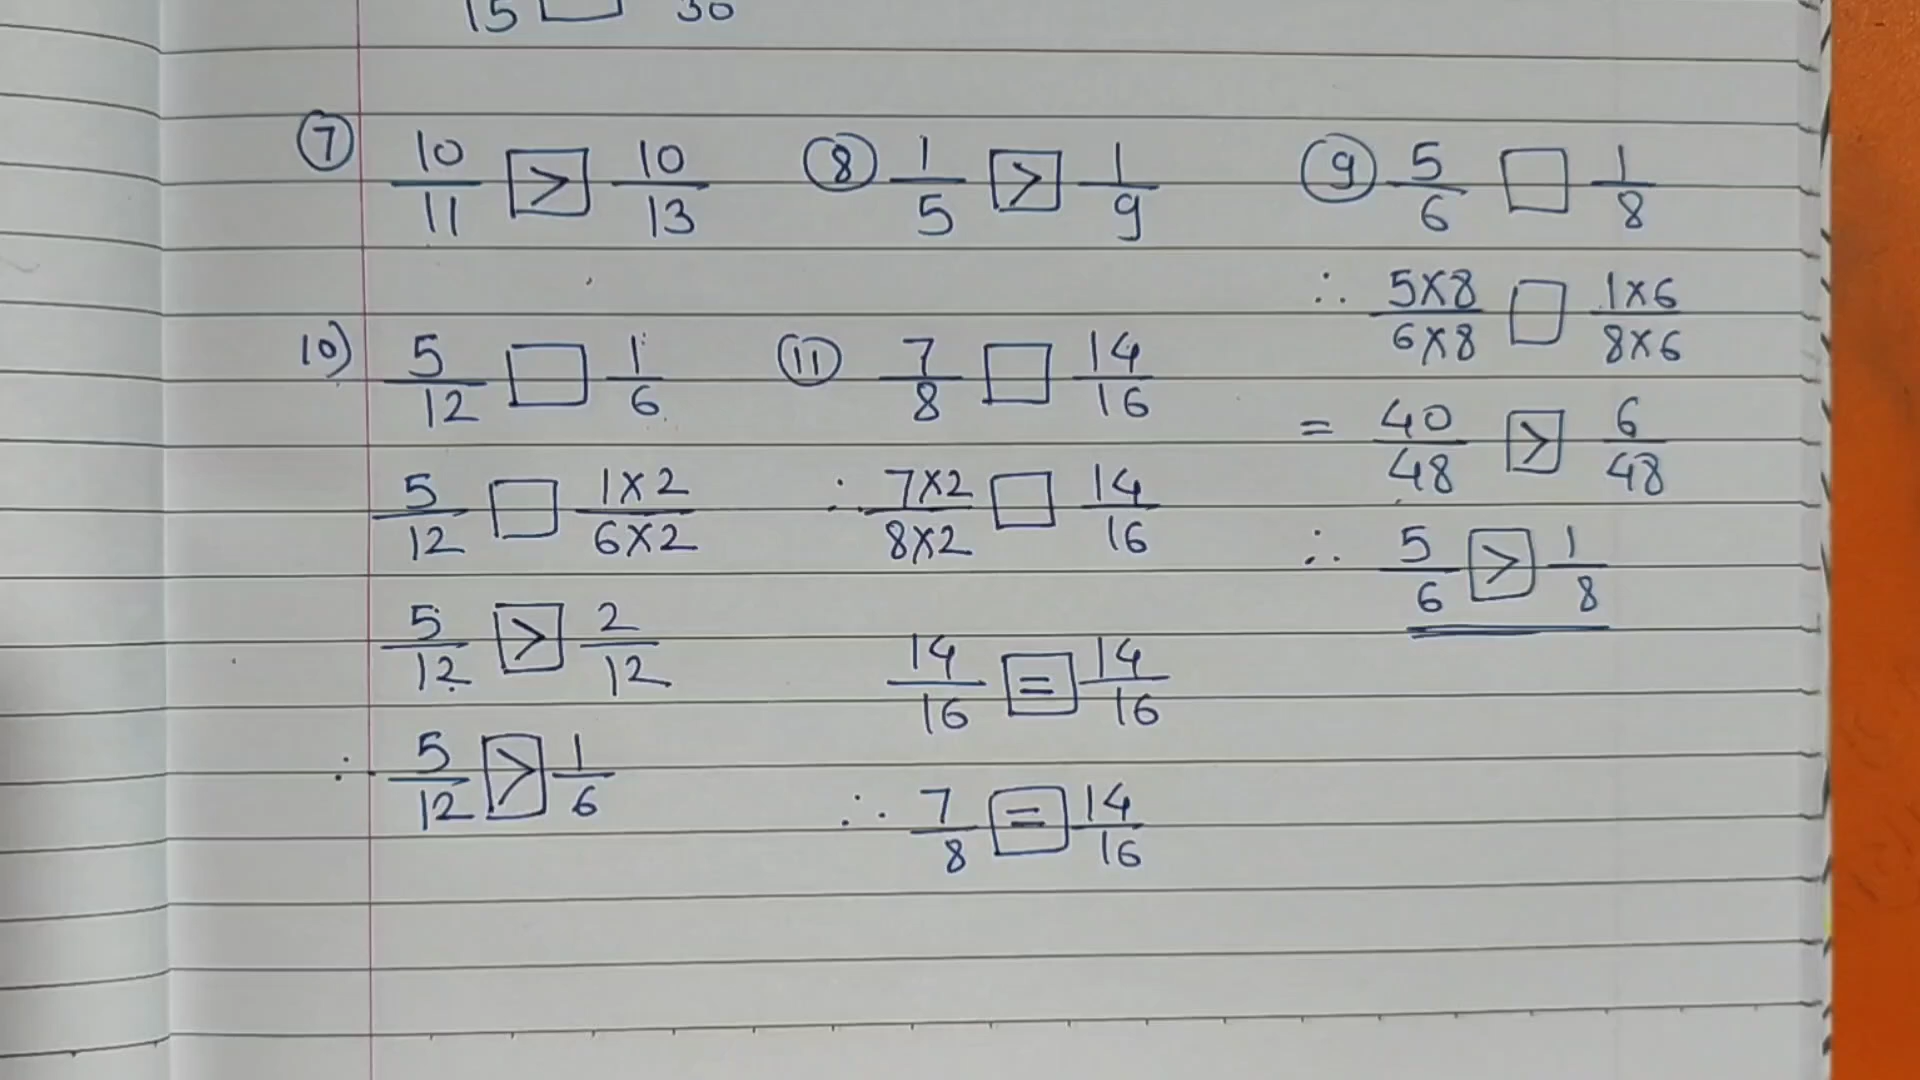 15 □ 30
⑦ 10/11 > 10/13 ⑧ 1/5 > 1/9 ⑨ 5/6 □ 1/8
∴ 5×8/6×8 □ 1×6/8×6
10) 5/12 □ 1/6 ⑪ 7/8 □ 14/16
= 40/48 > 6/48
5/12 □ 1×2/6×2 ∴ 7×2/8×2 □ 14/16
∴ 5/6 > 1/8
5/12 > 2/12 14/16 = 14/16
∴ 5/12 > 1/6 ∴ 7/8 = 14/16